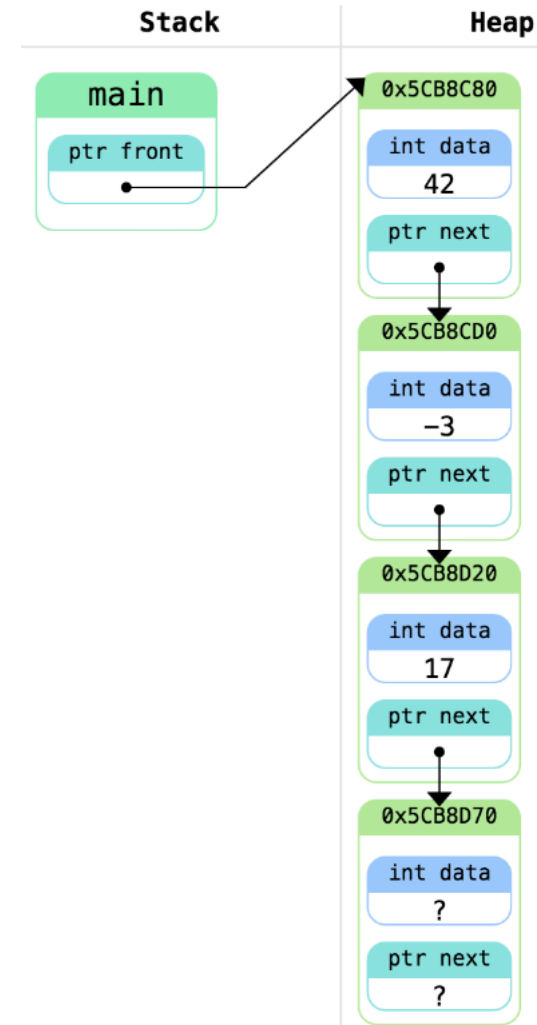 Stack
Heap
main
ptr front
0x5CB8C80
int data
42
ptr next
0x5CB8CD0
int data
-3
ptr next
0x5CB8D20
int data
17
ptr next
0x5CB8D70
int data
?
ptr next
?